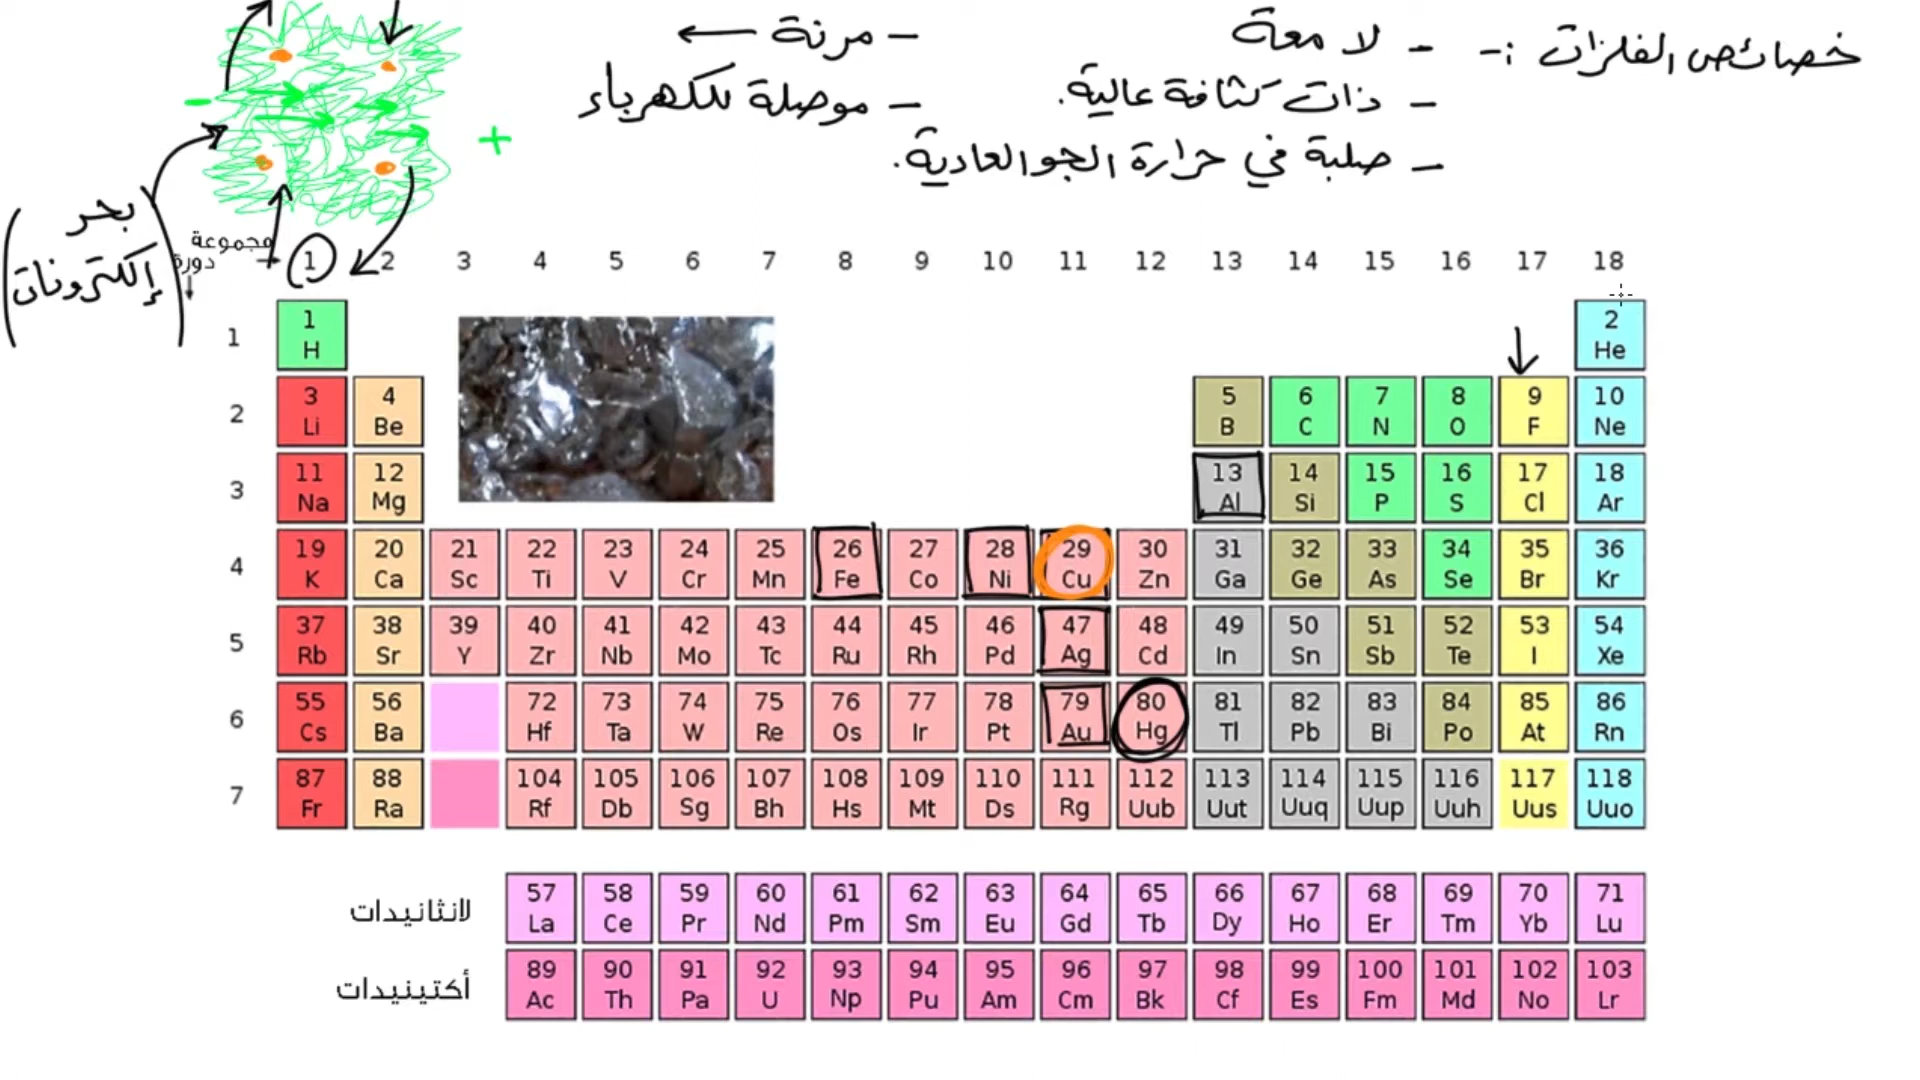 خصائص الفلزات :-
- لامعة
- ذات كثافة عالية.
- صلبة في حرارة الجو العادية.
- مرنة ←
- موصلة للكهرباء
- +
بحر
إلكترونات
مجموعة →
دورة ↓
1 2 3 4 5 6 7 8 9 10 11 12 13 14 15 16 17 18
1 1 H 2 He
2 3 Li 4 Be 5 B 6 C 7 N 8 O 9 F 10 Ne
3 11 Na 12 Mg 13 Al 14 Si 15 P 16 S 17 Cl 18 Ar
4 19 K 20 Ca 21 Sc 22 Ti 23 V 24 Cr 25 Mn 26 Fe 27 Co 28 Ni 29 Cu 30 Zn 31 Ga 32 Ge 33 As 34 Se 35 Br 36 Kr
5 37 Rb 38 Sr 39 Y 40 Zr 41 Nb 42 Mo 43 Tc 44 Ru 45 Rh 46 Pd 47 Ag 48 Cd 49 In 50 Sn 51 Sb 52 Te 53 I 54 Xe
6 55 Cs 56 Ba 72 Hf 73 Ta 74 W 75 Re 76 Os 77 Ir 78 Pt 79 Au 80 Hg 81 Tl 82 Pb 83 Bi 84 Po 85 At 86 Rn
7 87 Fr 88 Ra 104 Rf 105 Db 106 Sg 107 Bh 108 Hs 109 Mt 110 Ds 111 Rg 112 Uub 113 Uut 114 Uuq 115 Uup 116 Uuh 117 Uus 118 Uuo
لانثانيدات 57 La 58 Ce 59 Pr 60 Nd 61 Pm 62 Sm 63 Eu 64 Gd 65 Tb 66 Dy 67 Ho 68 Er 69 Tm 70 Yb 71 Lu
أكتينيدات 89 Ac 90 Th 91 Pa 92 U 93 Np 94 Pu 95 Am 96 Cm 97 Bk 98 Cf 99 Es 100 Fm 101 Md 102 No 103 Lr